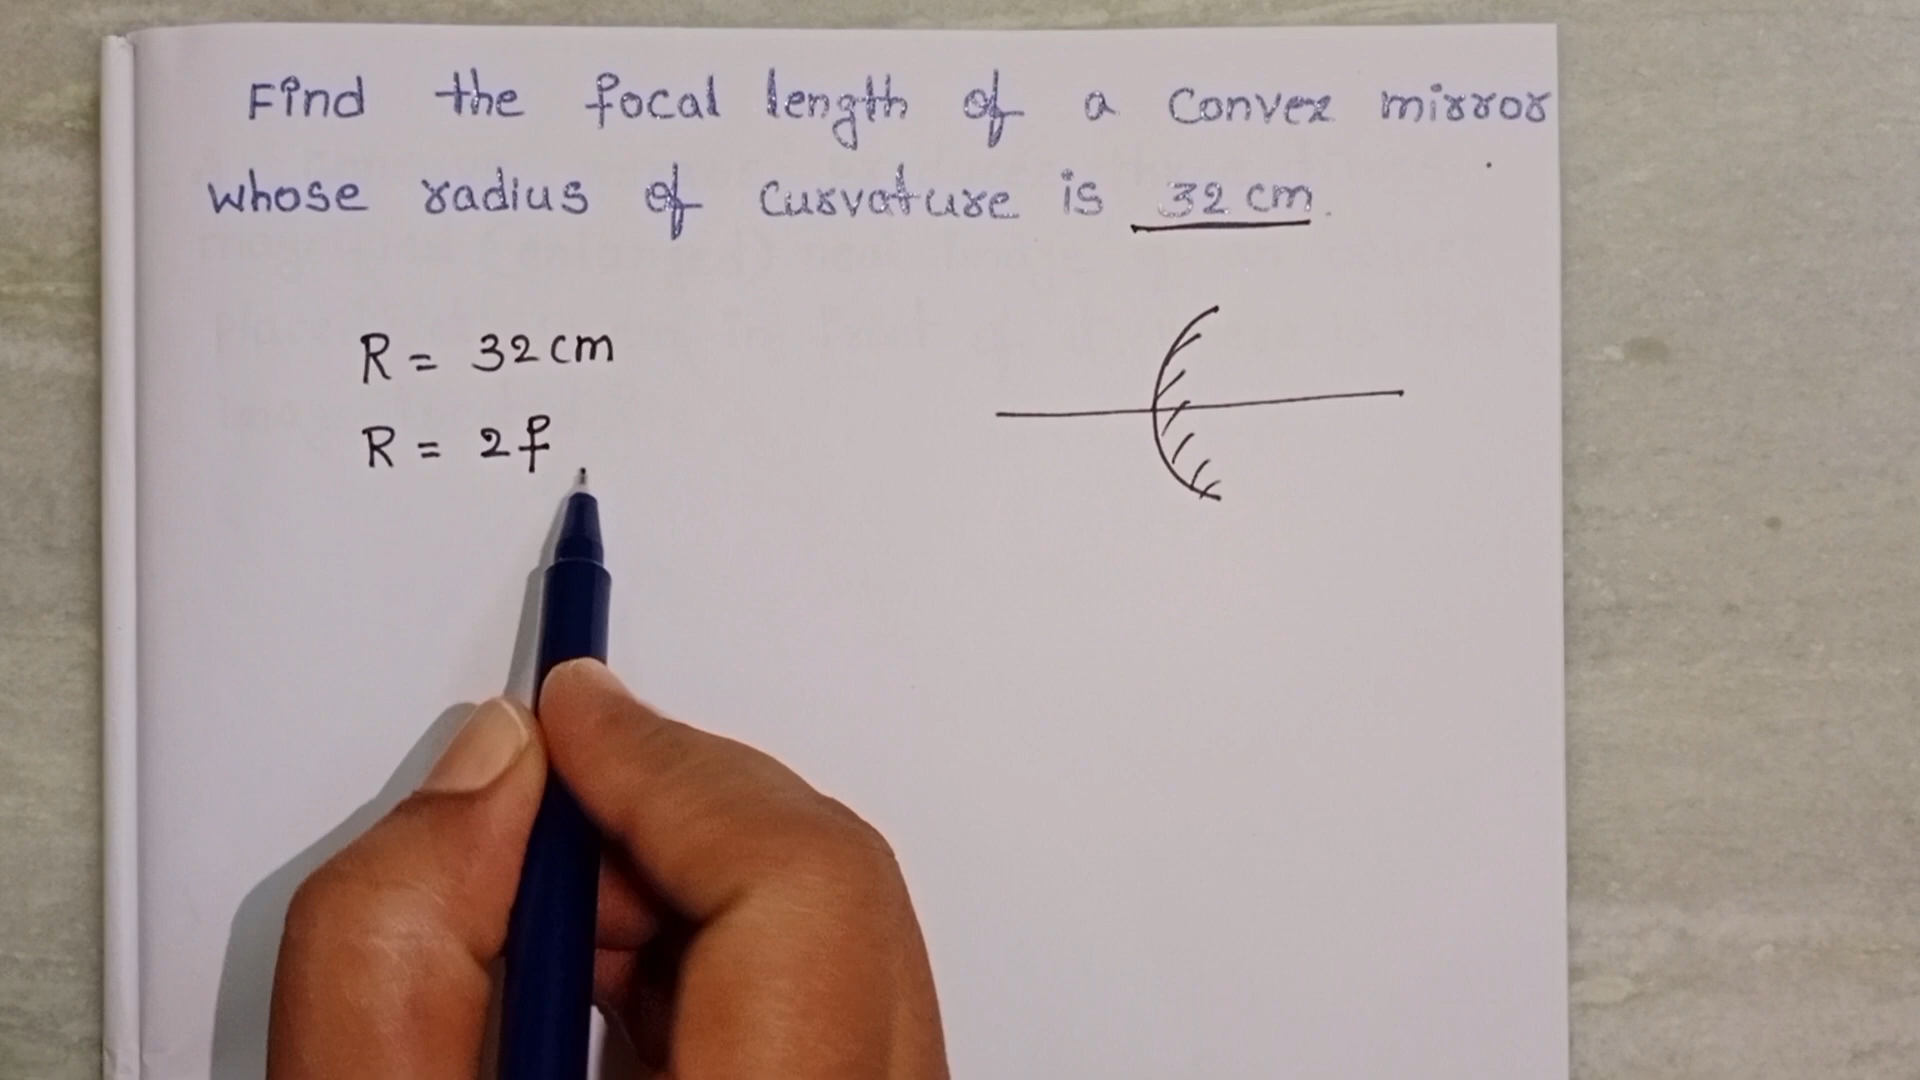 Find the focal length of a convex mirror
whose radius of curvature is 32 cm.
R = 32 cm
R = 2f